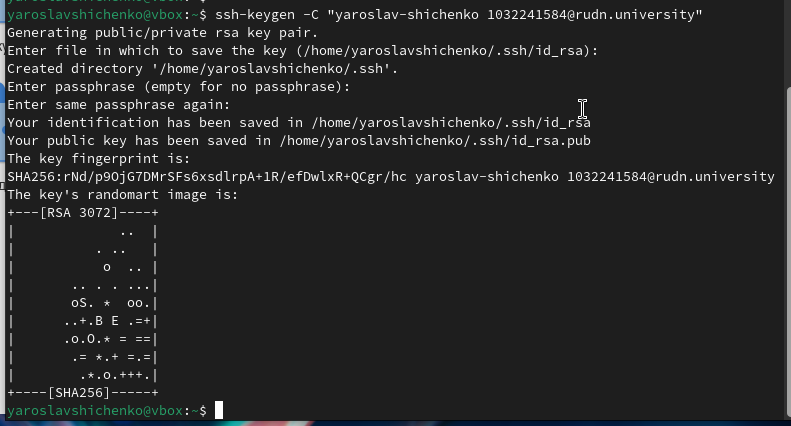 yaroslavshichenko@vbox:~$ ssh-keygen -C "yaroslav-shichenko 1032241584@rudn.university"
Generating public/private rsa key pair.
Enter file in which to save the key (/home/yaroslavshichenko/.ssh/id_rsa):
Created directory '/home/yaroslavshichenko/.ssh'.
Enter passphrase (empty for no passphrase):
Enter same passphrase again:
Your identification has been saved in /home/yaroslavshichenko/.ssh/id_rsa
Your public key has been saved in /home/yaroslavshichenko/.ssh/id_rsa.pub
The key fingerprint is:
SHA256:rNd/p9OjG7DMrSFs6xsdlrpA+1R/efDwlxR+QCgr/hc yaroslav-shichenko 1032241584@rudn.university
The key's randomart image is:
+---[RSA 3072]----+
|             ..  |
|          . ..   |
|           o  .. |
|       .. . . ...|
|       oS. *  oo.|
|      ..+.B E .=+|
|      .o.O.* = ==|
|       .= *.+ =.=|
|        .*.o.+++.|
+----[SHA256]-----+
yaroslavshichenko@vbox:~$